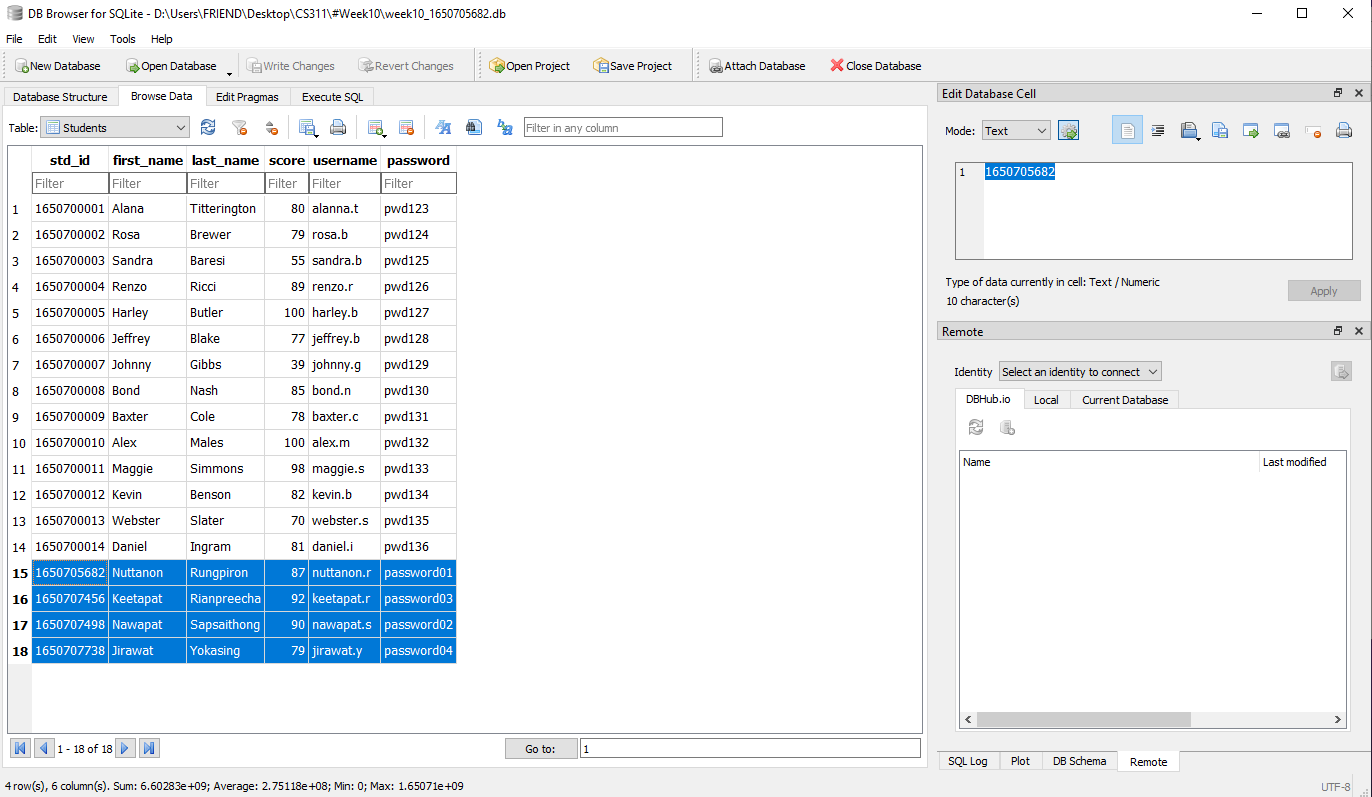 DB Browser for SQLite - D:\Users\FRIEND\Desktop\CS311\#Week10\week10_1650705682.db
File Edit View Tools Help
New Database Open Database Write Changes Revert Changes Open Project Save Project Attach Database Close Database
Database Structure Browse Data Edit Pragmas Execute SQL
Table: Students Filter in any column
std_id first_name last_name score username password
Filter Filter Filter Filter Filter Filter
1 1650700001 Alana Titterington 80 alanna.t pwd123
2 1650700002 Rosa Brewer 79 rosa.b pwd124
3 1650700003 Sandra Baresi 55 sandra.b pwd125
4 1650700004 Renzo Ricci 89 renzo.r pwd126
5 1650700005 Harley Butler 100 harley.b pwd127
6 1650700006 Jeffrey Blake 77 jeffrey.b pwd128
7 1650700007 Johnny Gibbs 39 johnny.g pwd129
8 1650700008 Bond Nash 85 bond.n pwd130
9 1650700009 Baxter Cole 78 baxter.c pwd131
10 1650700010 Alex Males 100 alex.m pwd132
11 1650700011 Maggie Simmons 98 maggie.s pwd133
12 1650700012 Kevin Benson 82 kevin.b pwd134
13 1650700013 Webster Slater 70 webster.s pwd135
14 1650700014 Daniel Ingram 81 daniel.i pwd136
15 1650705682 Nuttanon Rungpiron 87 nuttanon.r password01
16 1650707456 Keetapat Rianpreecha 92 keetapat.r password03
17 1650707498 Nawapat Sapsaithong 90 nawapat.s password02
18 1650707738 Jirawat Yokasing 79 jirawat.y password04
1 - 18 of 18 Go to: 1
4 row(s), 6 column(s). Sum: 6.60283e+09; Average: 2.75118e+08; Min: 0; Max: 1.65071e+09
Edit Database Cell
Mode: Text
1 1650705682
Type of data currently in cell: Text / Numeric
10 character(s)
Apply
Remote
Identity Select an identity to connect
DBHub.io Local Current Database
Name Last modified
SQL Log Plot DB Schema Remote
UTF-8